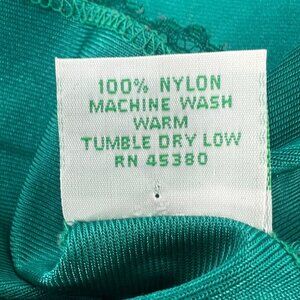 100% NYLON
MACHINE WASH
WARM
TUMBLE DRY LOW
RN 45380